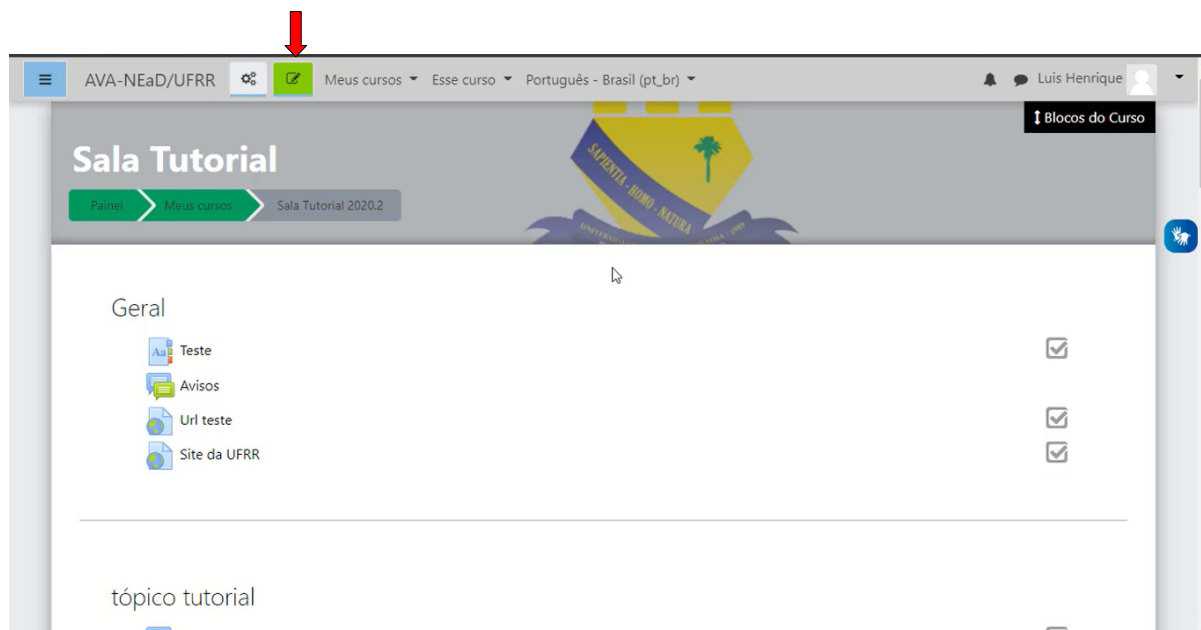 AVA-NEaD/UFRR Meus cursos Esse curso Português - Brasil (pt_br) Luis Henrique
Blocos do Curso
Sala Tutorial
Painel Meus cursos Sala Tutorial 2020.2
SAPIENTIA - HOMO - NATURA
Geral
Aa Teste
Avisos
Url teste
Site da UFRR
tópico tutorial